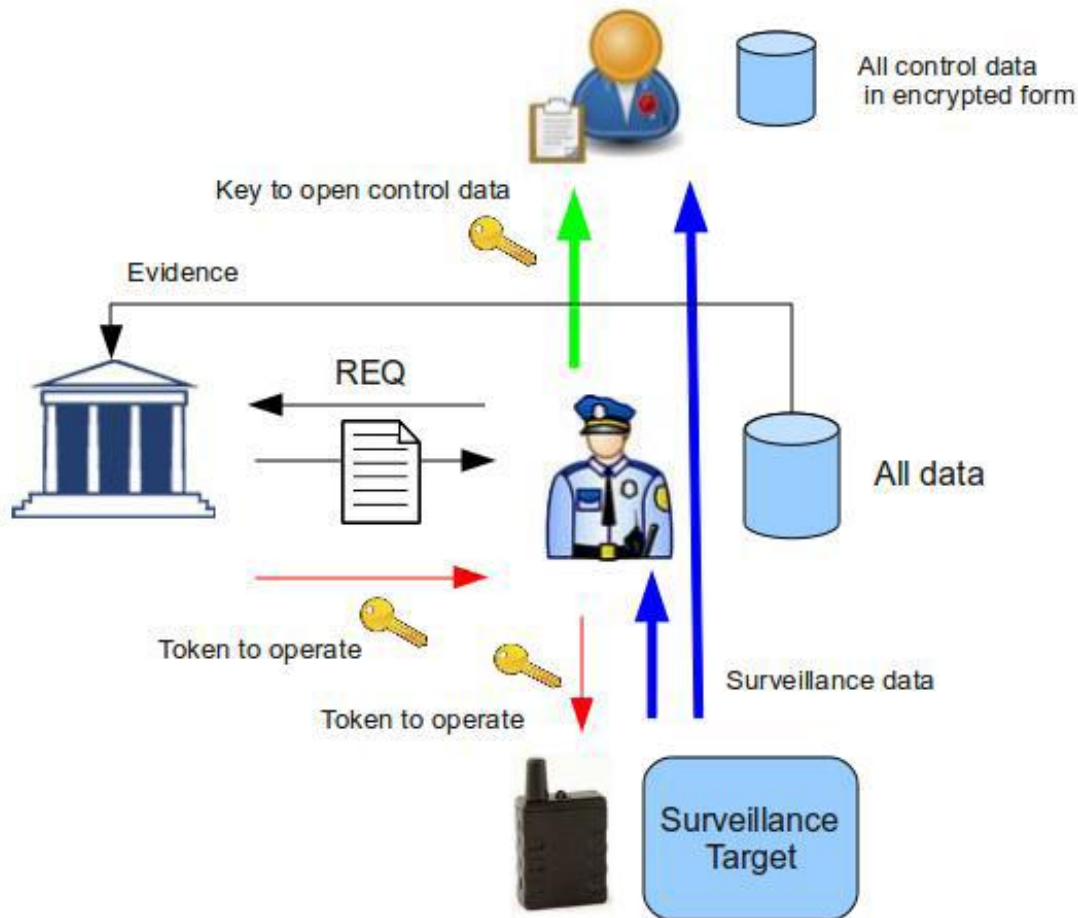 All control data
in encrypted form
Key to open control data
Evidence
REQ
All data
Token to operate
Surveillance data
Token to operate
Surveillance
Target